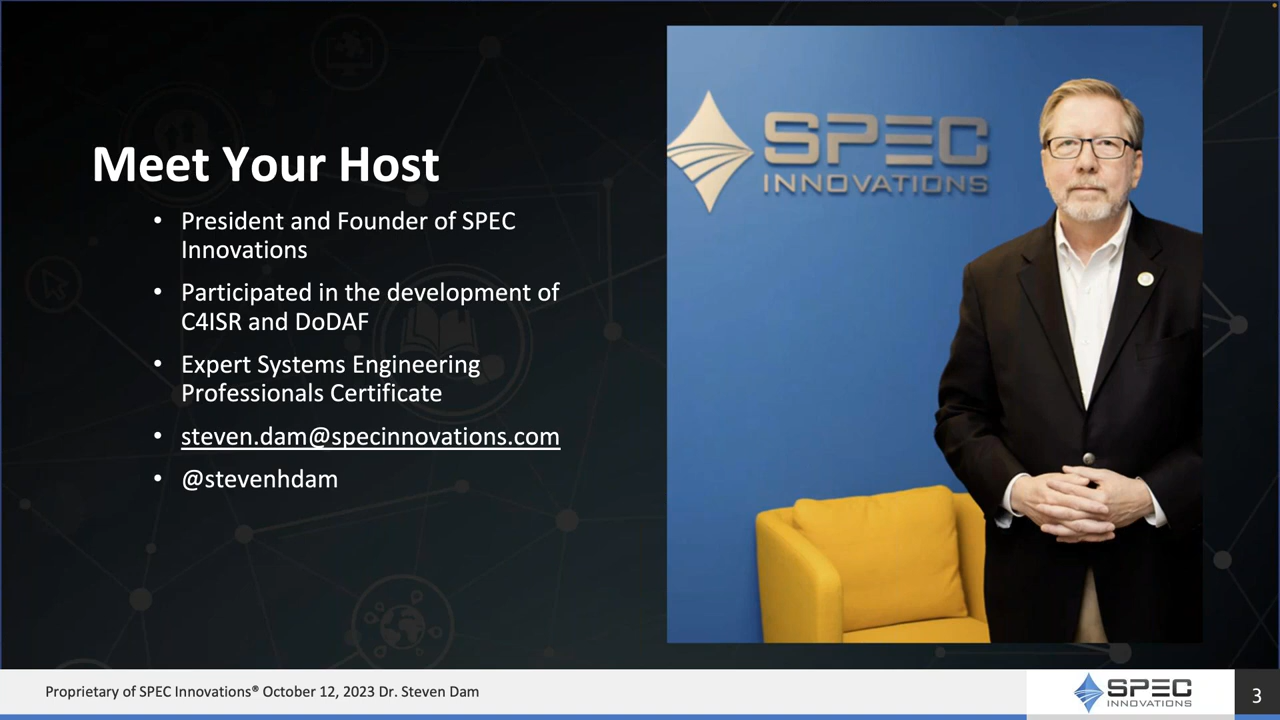 Meet Your Host
• President and Founder of SPEC
Innovations
• Participated in the development of
C4ISR and DoDAF
• Expert Systems Engineering
Professionals Certificate
• steven.dam@specinnovations.com
• @stevenhdam
SPEC
INNOVATIONS
Proprietary of SPEC Innovations® October 12, 2023 Dr. Steven Dam
SPEC
INNOVATIONS
3